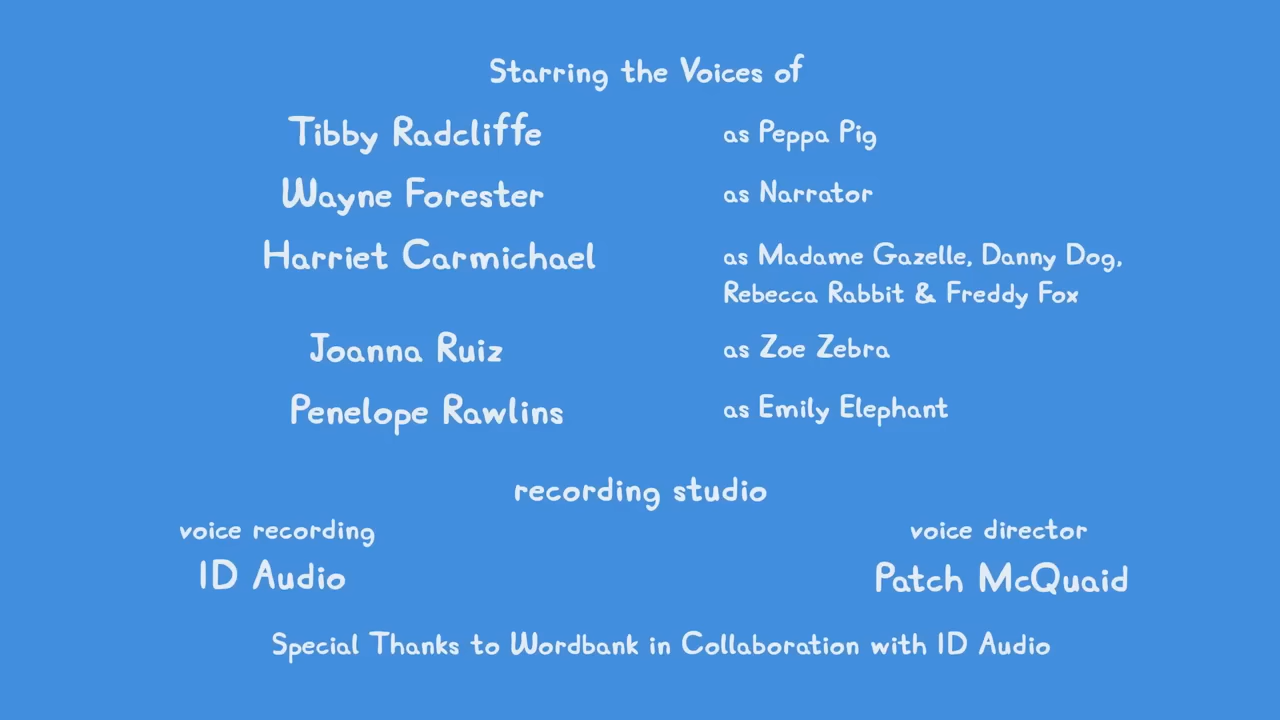 Starring the Voices of
Tibby Radcliffe as Peppa Pig
Wayne Forester as Narrator
Harriet Carmichael as Madame Gazelle, Danny Dog,
Rebecca Rabbit & Freddy Fox
Joanna Ruiz as Zoe Zebra
Penelope Rawlins as Emily Elephant
recording studio
voice recording voice director
ID Audio Patch McQuaid
Special Thanks to Wordbank in Collaboration with ID Audio